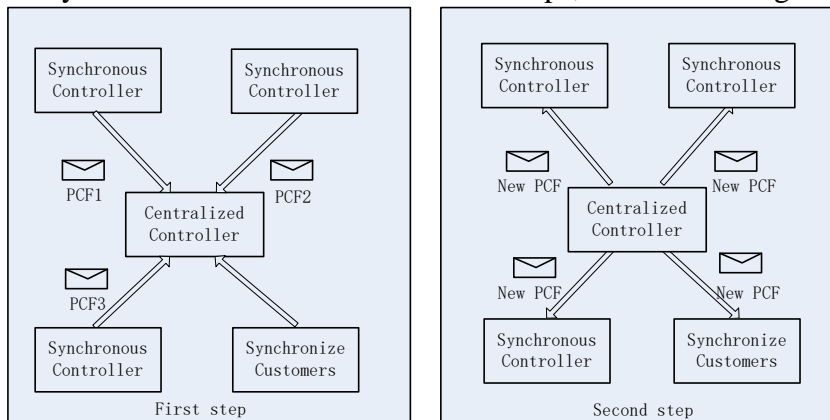 Synchronous
Controller
Synchronous
Controller
PCF1
PCF2
Centralized
Controller
PCF3
Synchronous
Controller
Synchronize
Customers
First step
Synchronous
Controller
Synchronous
Controller
New PCF
New PCF
Centralized
Controller
New PCF
New PCF
Synchronous
Controller
Synchronize
Customers
Second step